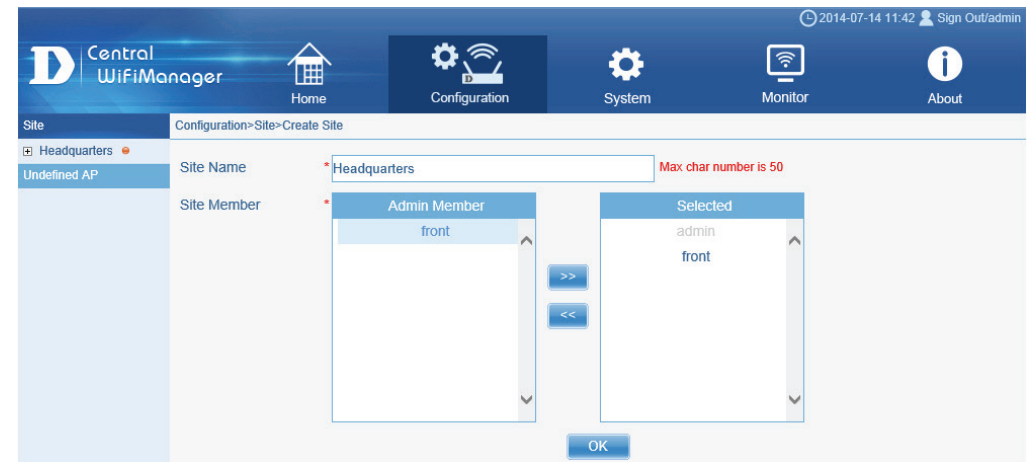 2014-07-14 11:42 Sign Out/admin
D Central
WiFiManager
Home
Configuration
System
Monitor
About
Site
Configuration>Site>Create Site
Headquarters
Undefined AP
Site Name * Headquarters Max char number is 50
Site Member *
Admin Member
front
>>
<<
Selected
admin
front
OK